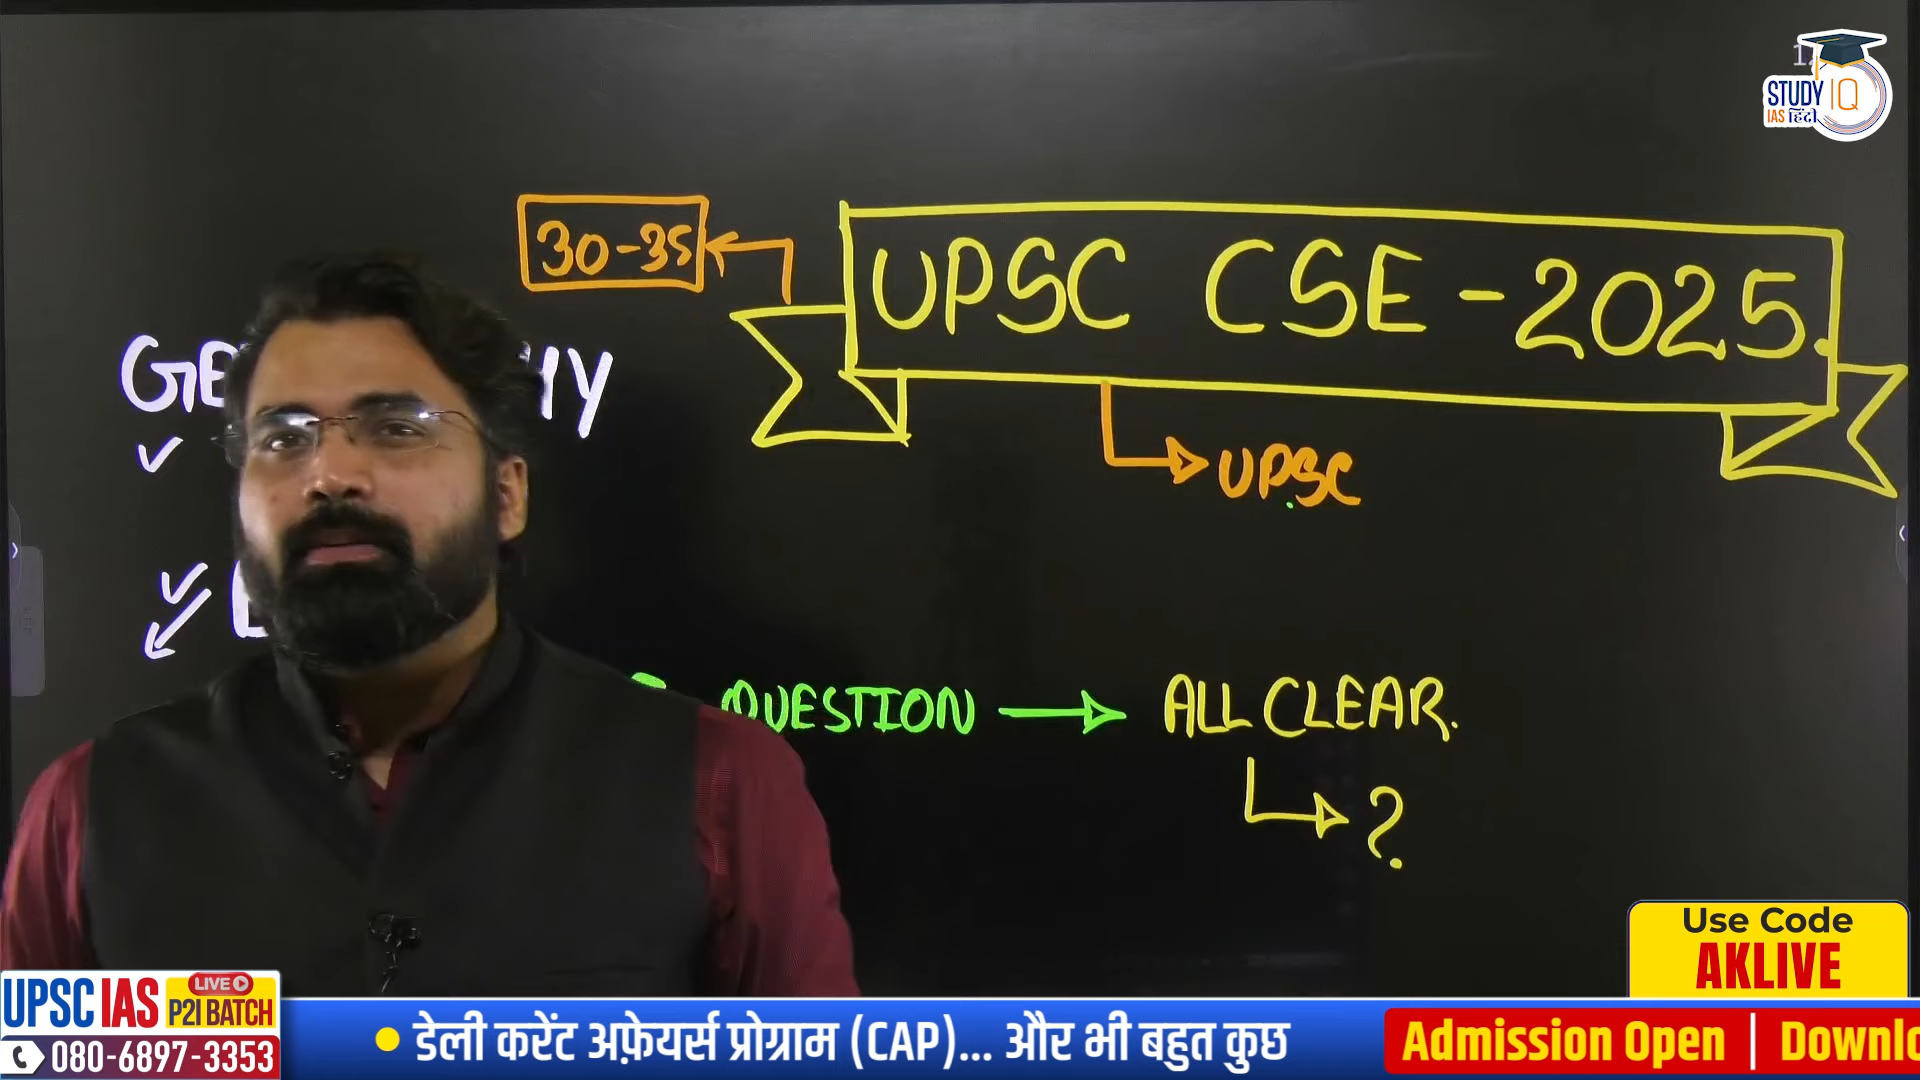 STUDY IQ
IAS हिंदी
30-35
UPSC CSE -2025.
UPSC
QUESTION → ALL CLEAR.
?
Use Code
AKLIVE
UPSC IAS LIVE P2I BATCH
080-6897-3353
डेली करेंट अफ़ेयर्स प्रोग्राम (CAP)... और भी बहुत कुछ
Admission Open | Downlo